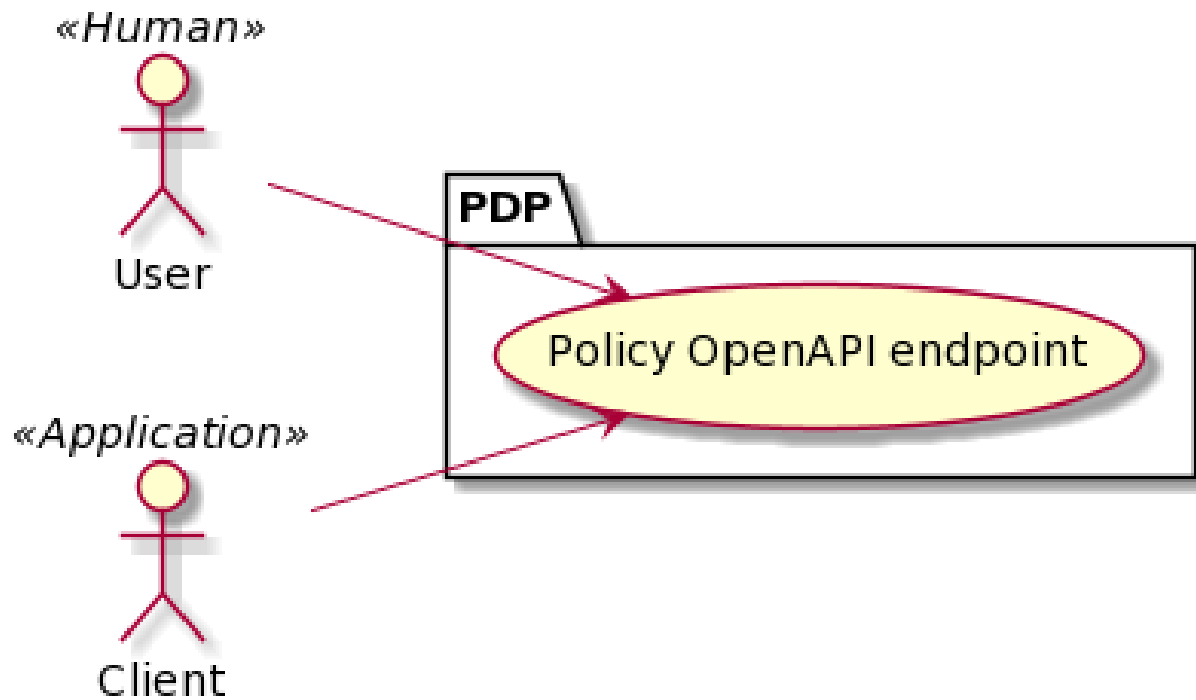 «Human»
User
PDP
Policy OpenAPI endpoint
«Application»
Client